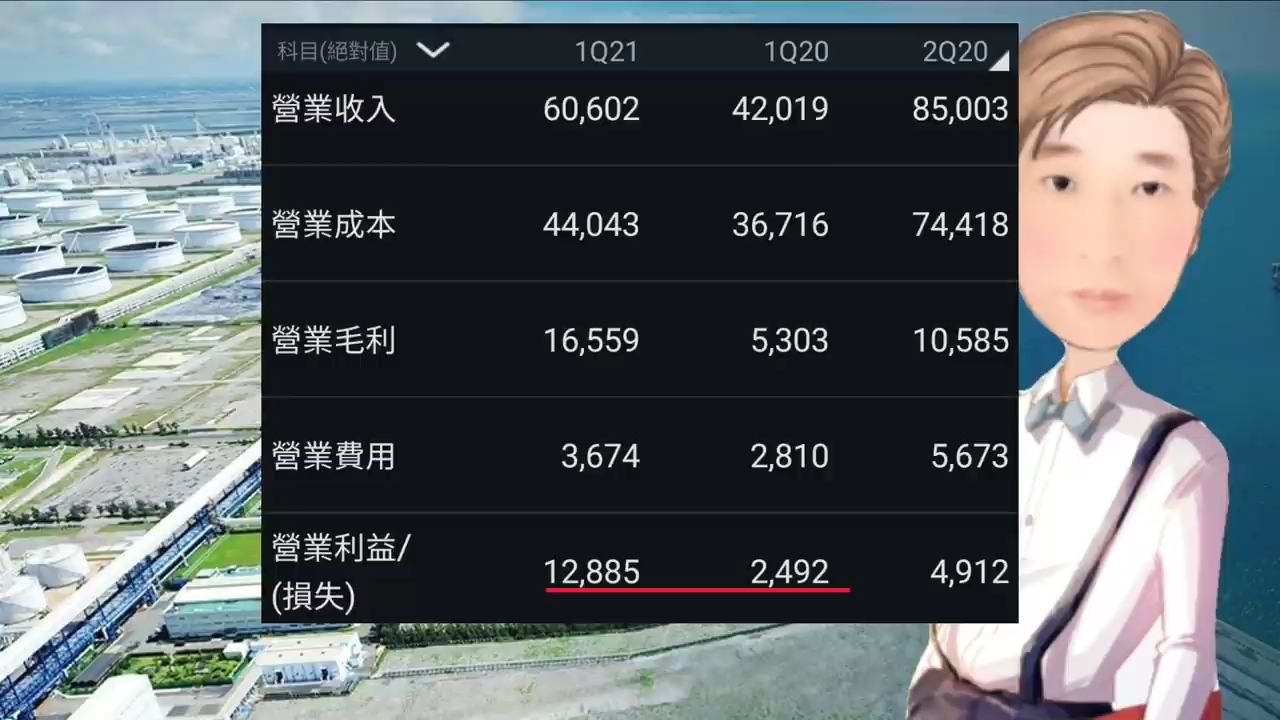 科目(絕對值) 1Q21 1Q20 2Q20
營業收入 60,602 42,019 85,003
營業成本 44,043 36,716 74,418
營業毛利 16,559 5,303 10,585
營業費用 3,674 2,810 5,673
營業利益/
(損失) 12,885 2,492 4,912